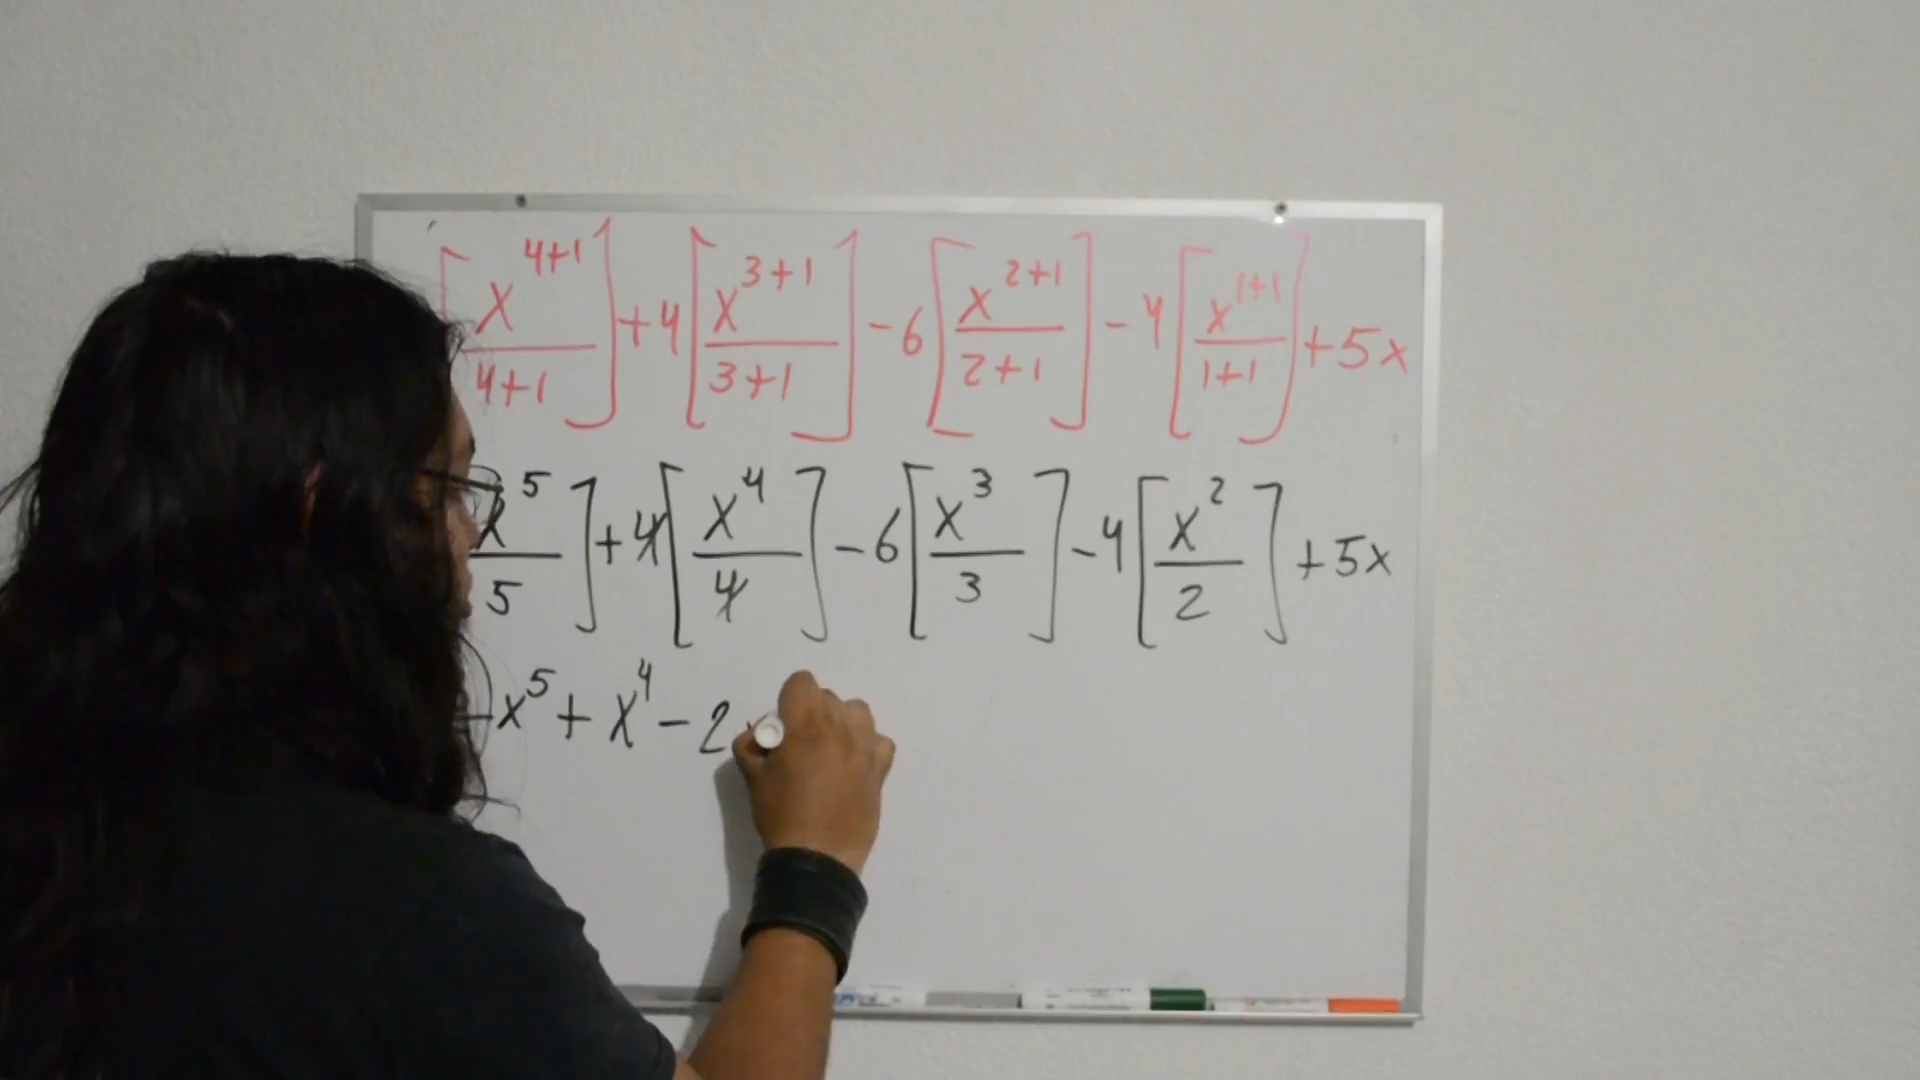 [x^{4+1}/4+1] + 4[x^{3+1}/3+1] - 6[x^{2+1}/2+1] - 4[x^{1+1}/1+1] + 5x
x^5/5] + 4[x^4/4] - 6[x^3/3] - 4[x^2/2] + 5x
x^5 + x^4 - 2x